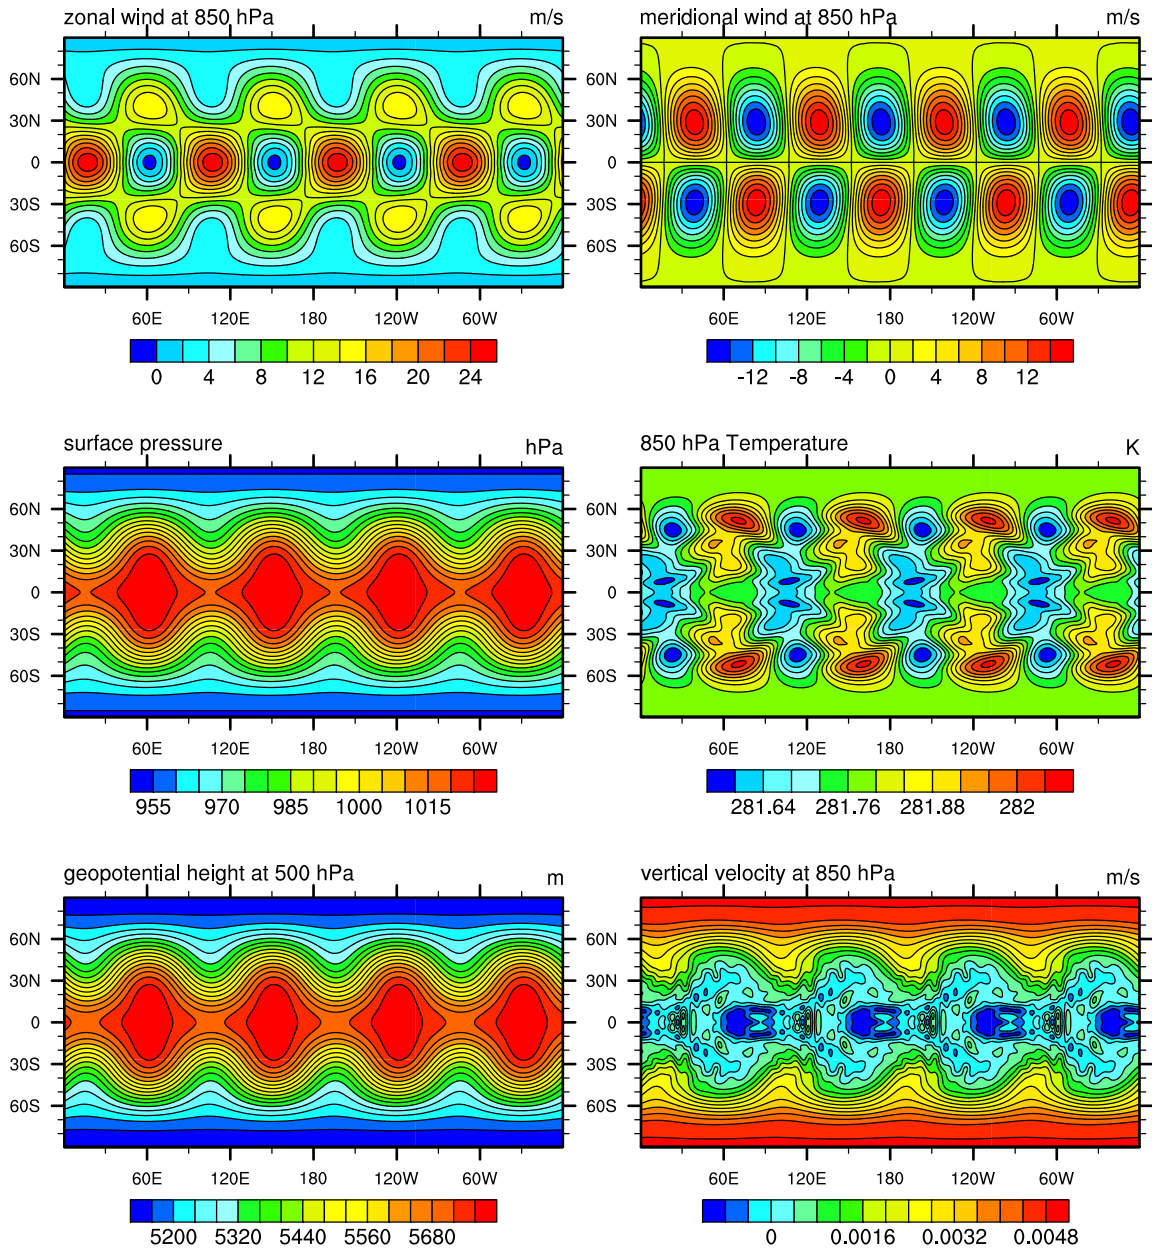 zonal wind at 850 hPa m/s
meridional wind at 850 hPa m/s
60N
30N
0
30S
60S
60E 120E 180 120W 60W
0 4 8 12 16 20 24
60N
30N
0
30S
60S
60E 120E 180 120W 60W
-12 -8 -4 0 4 8 12
surface pressure hPa
850 hPa Temperature K
60N
30N
0
30S
60S
60E 120E 180 120W 60W
955 970 985 1000 1015
60N
30N
0
30S
60S
60E 120E 180 120W 60W
281.64 281.76 281.88 282
geopotential height at 500 hPa m
vertical velocity at 850 hPa m/s
60N
30N
0
30S
60S
60E 120E 180 120W 60W
5200 5320 5440 5560 5680
60N
30N
0
30S
60S
60E 120E 180 120W 60W
0 0.0016 0.0032 0.0048